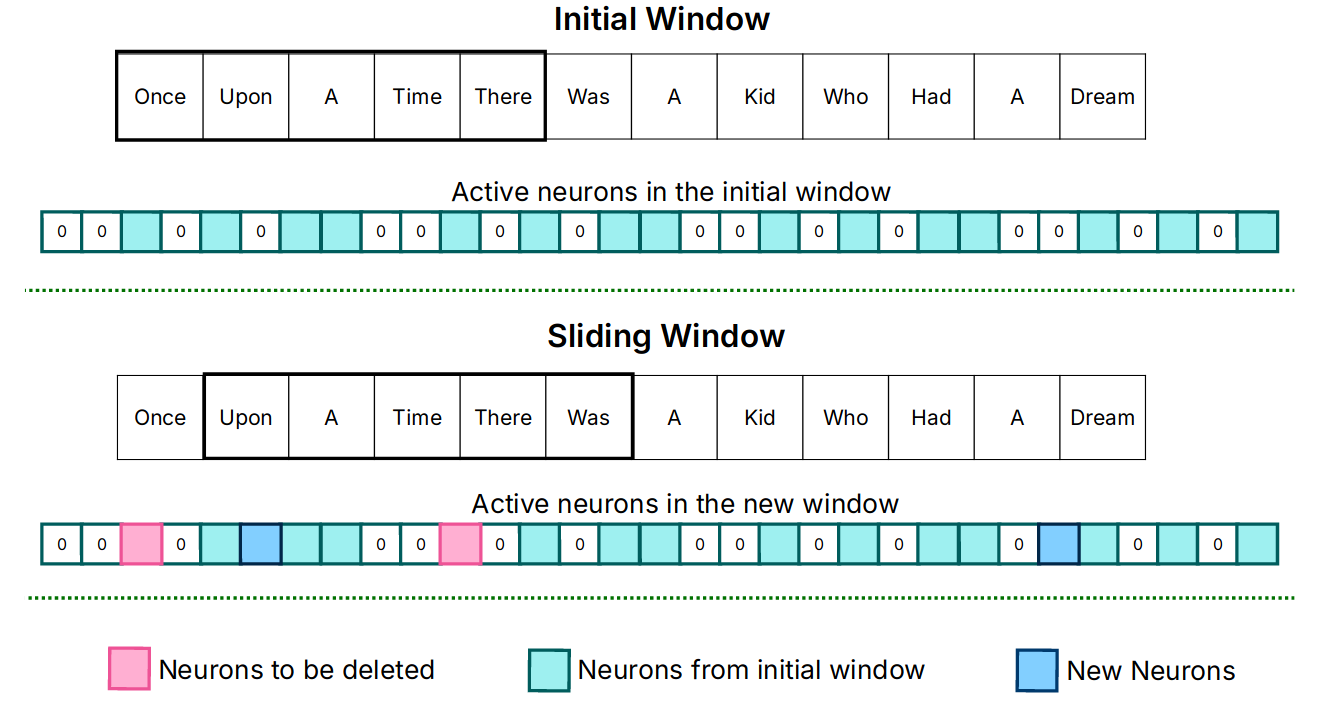 Initial Window
Once Upon A Time There Was A Kid Who Had A Dream
Active neurons in the initial window
0 0 0 0 0 0 0 0 0 0 0 0 0 0 0 0
Sliding Window
Once Upon A Time There Was A Kid Who Had A Dream
Active neurons in the new window
0 0 0 0 0 0 0 0 0 0 0 0 0 0
Neurons to be deleted Neurons from initial window New Neurons